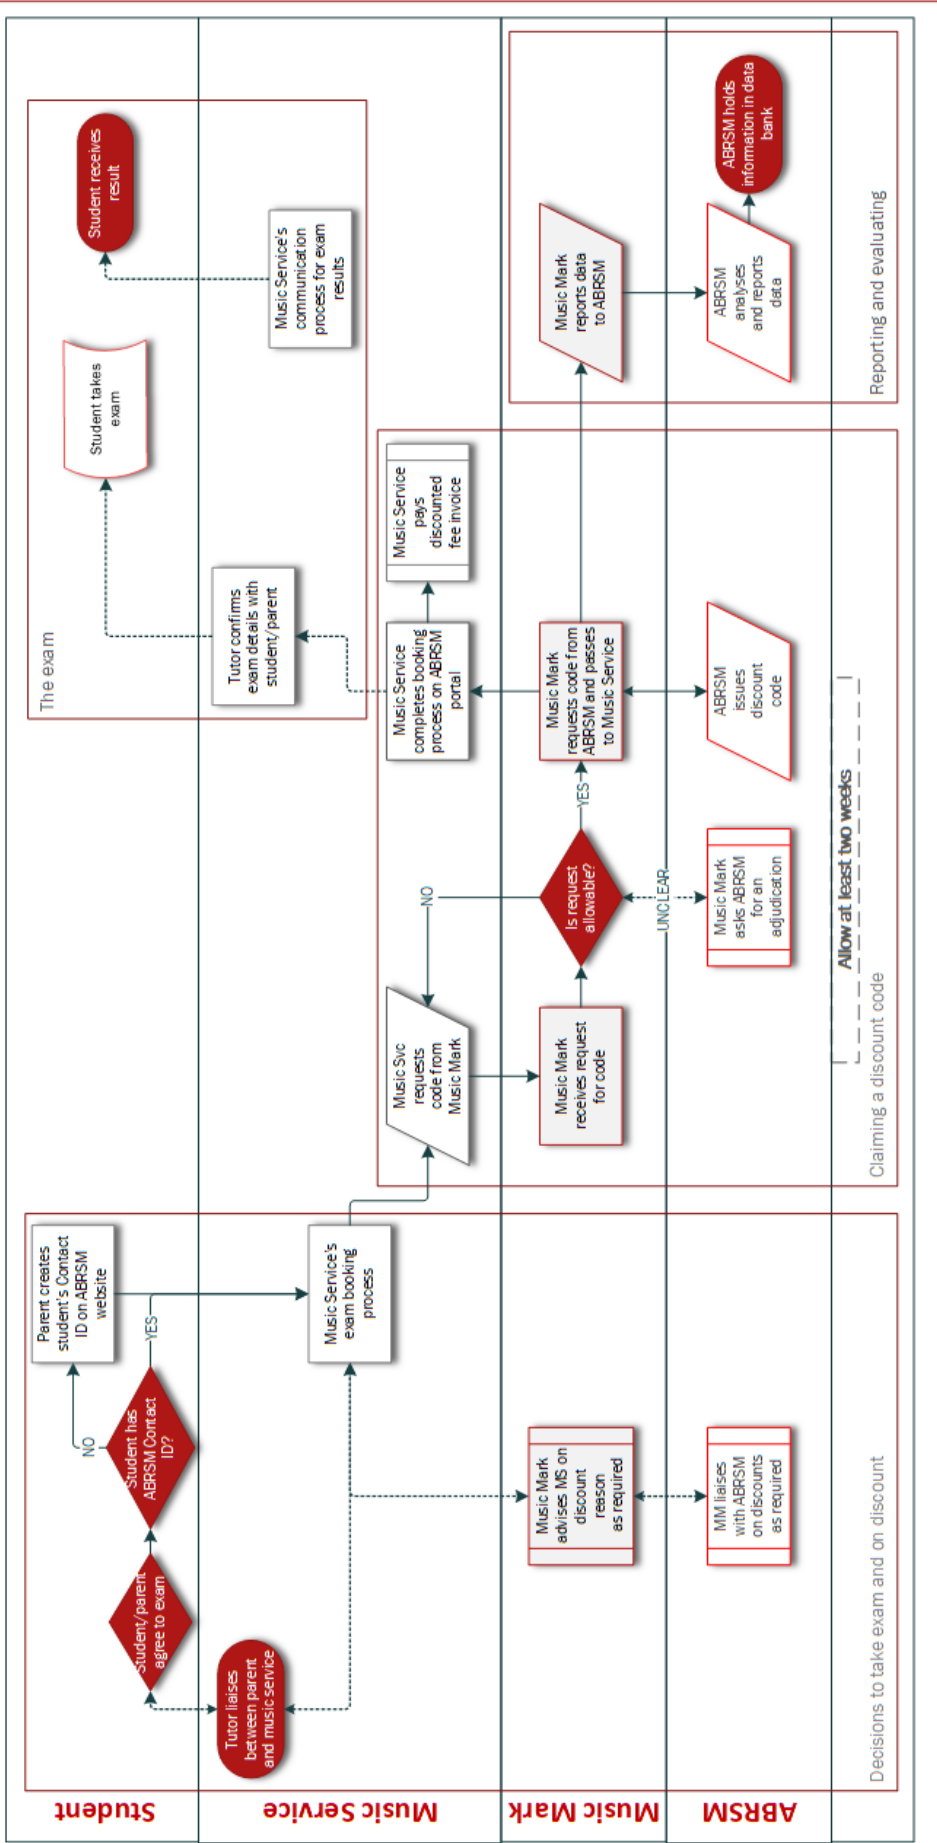 Student
Music Service
Music Mark
ABRSM
Decisions to take exam and on discount
Tutor liaises
between parent
and music service
Student/parent
agree to exam
Student has
ABRSM Contact
ID?
NO
YES
Parent creates
student's Contact
ID on ABRSM
website
Music Service's
exam booking
process
Music Mark
advises MS on
discount
reason
as required
MM liaises
with ABRSM
on discounts
as required
Claiming a discount code
Music Svc
requests
code from
Music Mark
Music Mark
receives request
for code
Is request
allowable?
NO
YES
UNCLEAR
Music Mark
asks ABRSM
for an
adjudication
Music Mark
requests code from
ABRSM and passes
to Music Service
ABRSM
issues
discount
code
Allow at least two weeks
Music Service
completes booking
process on ABRSM
portal
Music Service
pays
discounted
fee invoice
The exam
Tutor confirms
exam details with
student/parent
Student takes
exam
Music Service's
communication
process for exam
results
Student receives
result
Reporting and evaluating
Music Mark
reports data
to ABRSM
ABRSM
analyses
and reports
data
ABRSM holds
information in data
bank